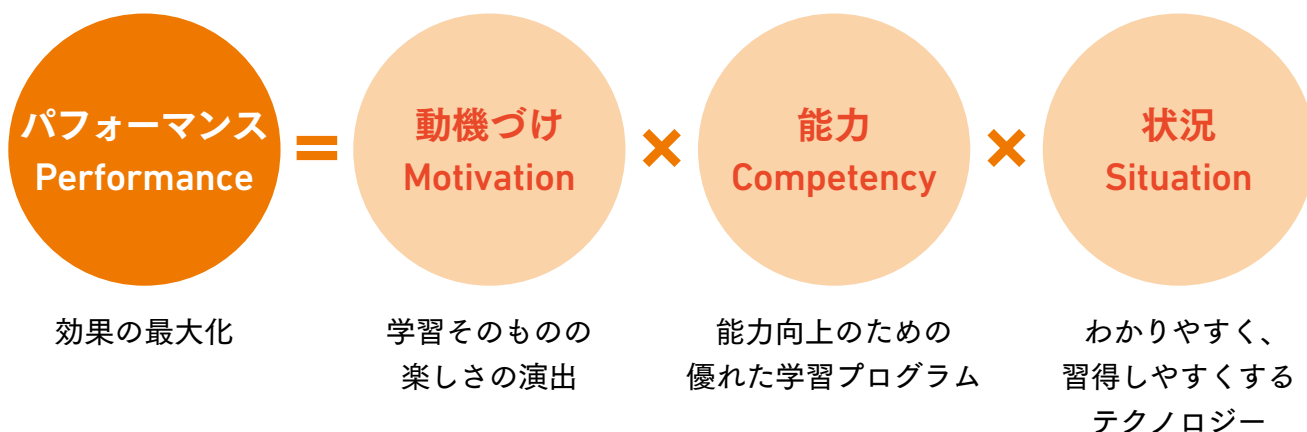 パフォーマンス
Performance
=
動機づけ
Motivation
×
能力
Competency
×
状況
Situation
効果の最大化
学習そのものの
楽しさの演出
能力向上のための
優れた学習プログラム
わかりやすく、
習得しやすくする
テクノロジー